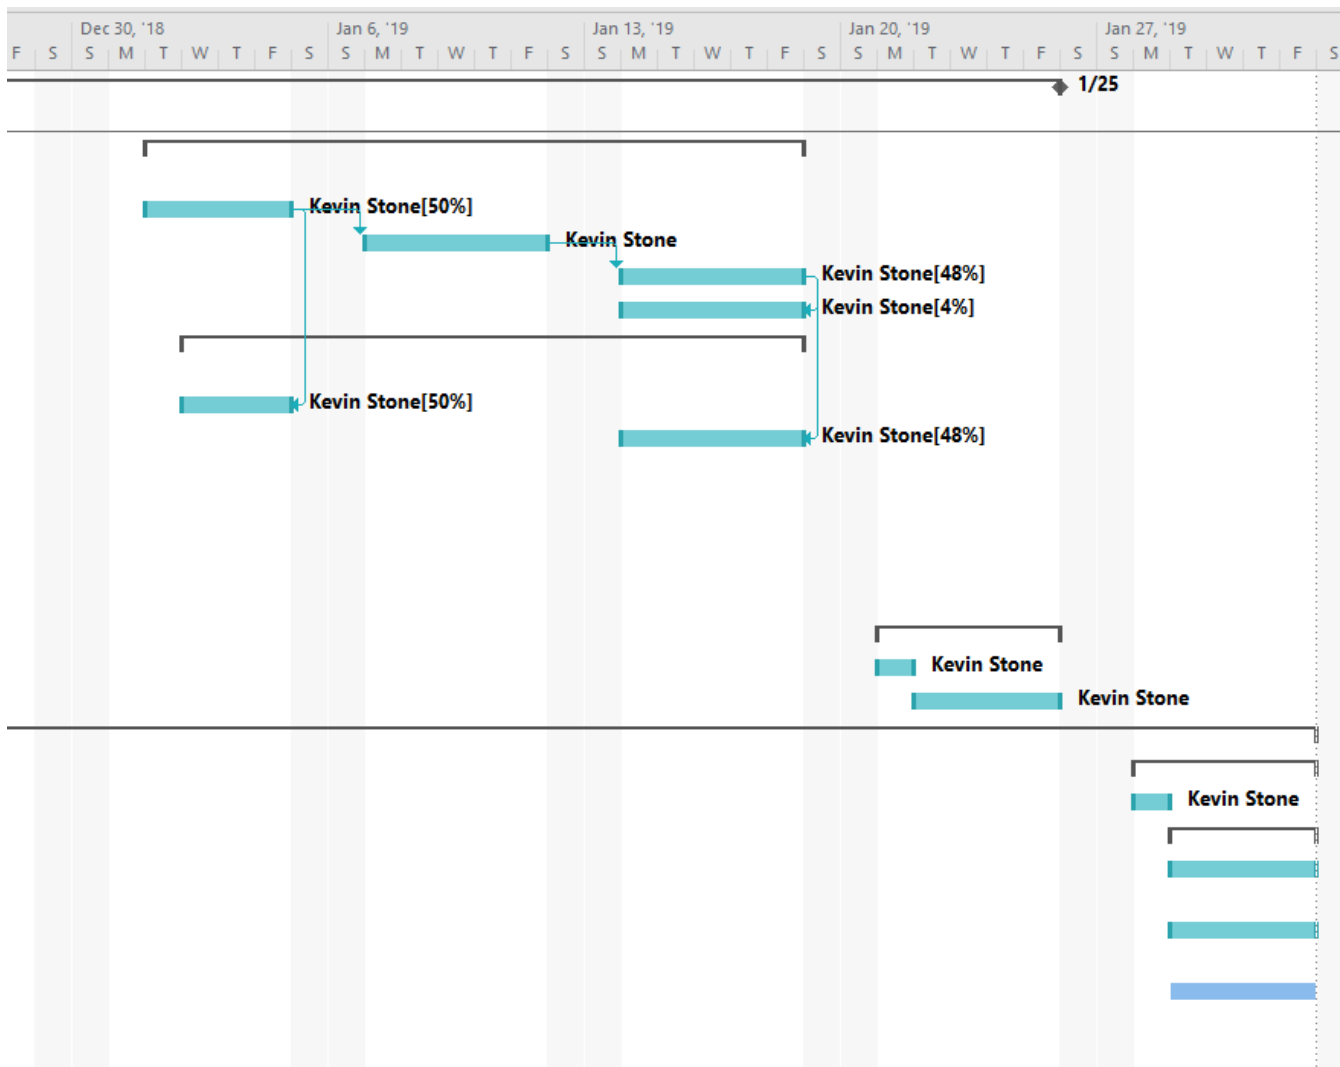 Dec 30, '18 Jan 6, '19 Jan 13, '19 Jan 20, '19 Jan 27, '19
F S S M T W T F S S M T W T F S S M T W T F S S M T W T F S S M T W T F S
1/25
Kevin Stone[50%]
Kevin Stone
Kevin Stone[48%]
Kevin Stone[4%]
Kevin Stone[50%]
Kevin Stone[48%]
Kevin Stone
Kevin Stone
Kevin Stone